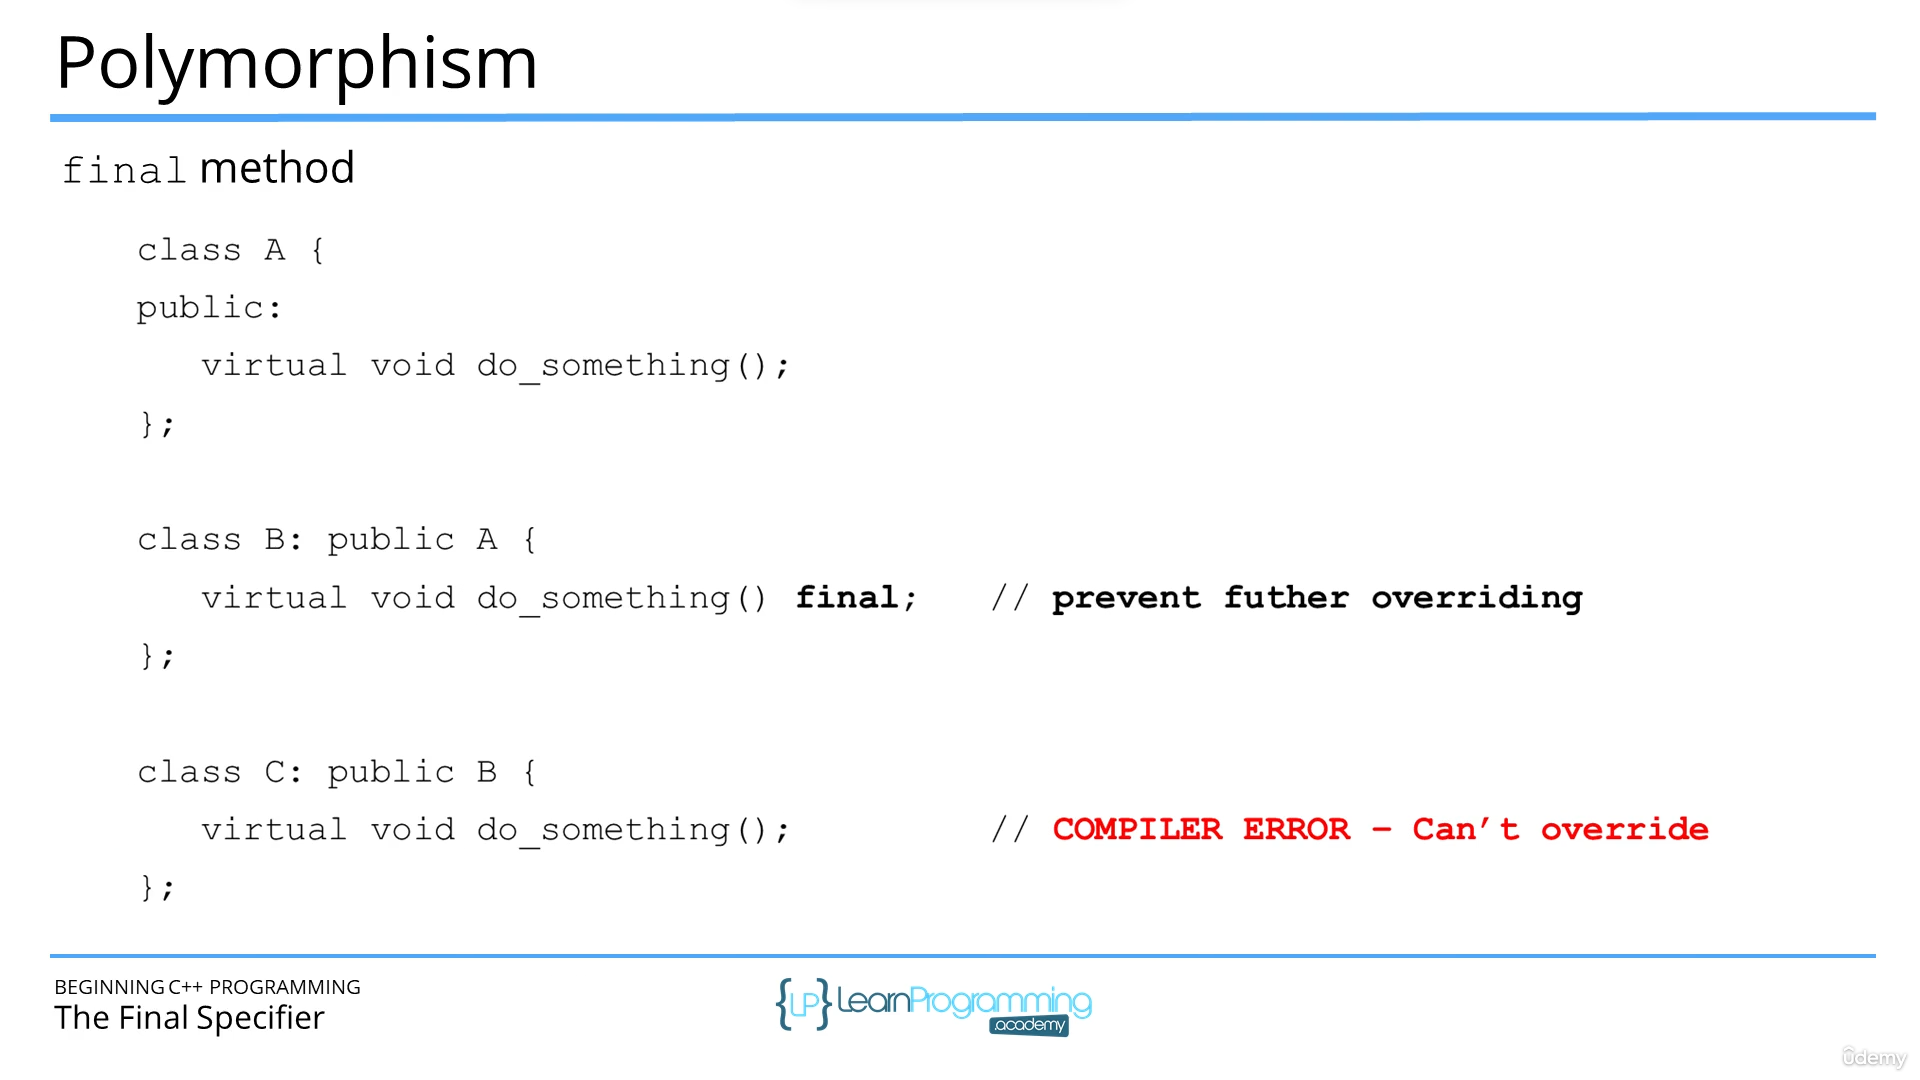 Polymorphism
final method
class A {
public:
virtual void do_something();
};
class B: public A {
virtual void do_something() final; // prevent futher overriding
};
class C: public B {
virtual void do_something(); // COMPILER ERROR – Can’t override
};
BEGINNING C++ PROGRAMMING
The Final Specifier
{LP} LearnProgramming
.academy
ûdemy